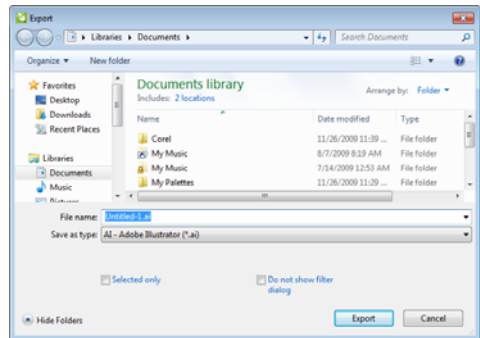 Export
Libraries ▸ Documents ▸
Search Documents
Organize ▾ New folder
Favorites
Desktop
Downloads
Recent Places
Libraries
Documents
Music
Pictures
Documents library
Includes: 2 locations
Arrange by: Folder ▾
Name Date modified Type
Corel 11/26/2009 11:39 ... File folder
My Music 8/7/2009 8:19 AM File folder
My Music 7/14/2009 12:53 AM File folder
My Palettes 11/26/2009 11:29 ... File folder
File name: Untitled-1.ai
Save as type: AI - Adobe Illustrator (*.ai)
Selected only
Do not show filter
dialog
Hide Folders
Export
Cancel